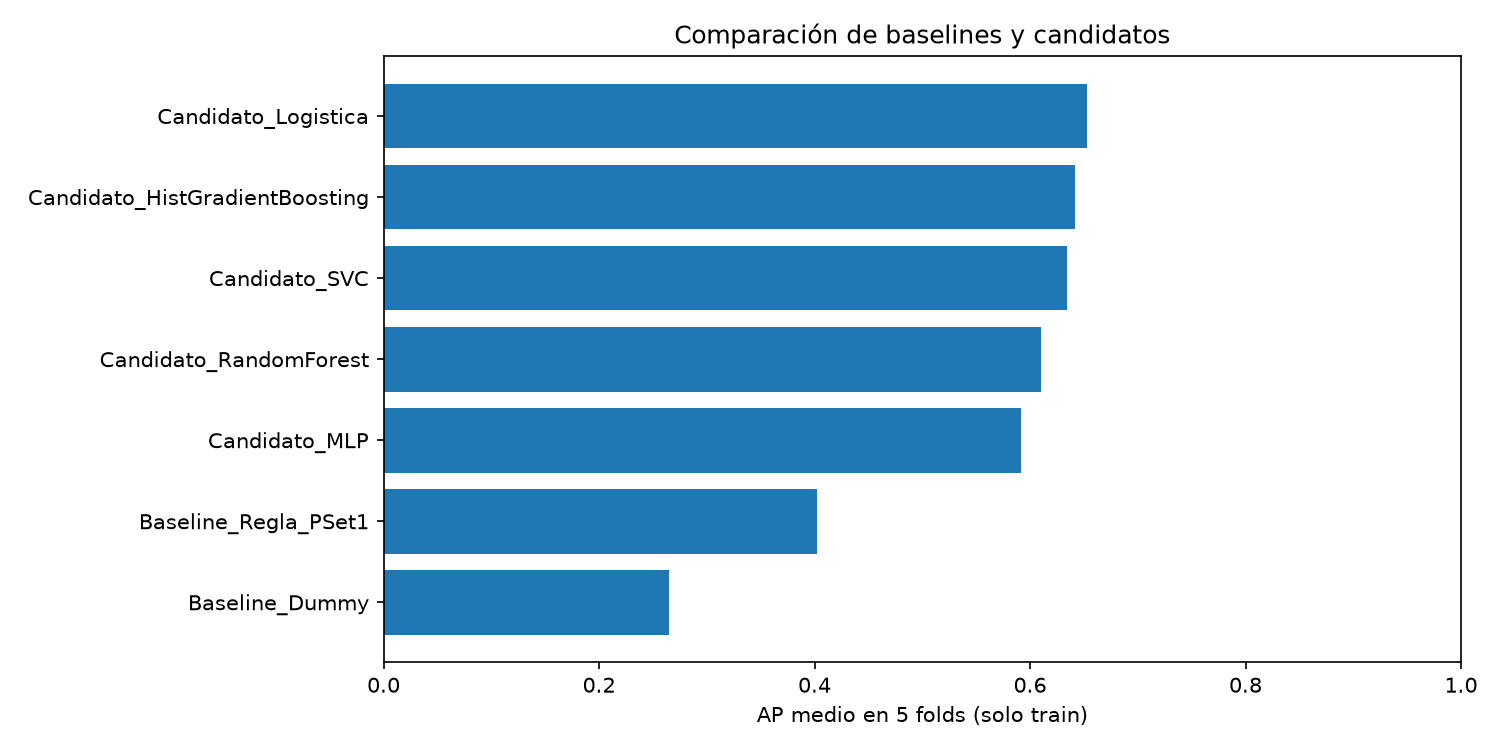 Comparación de baselines y candidatos
Candidato_Logistica
Candidato_HistGradientBoosting
Candidato_SVC
Candidato_RandomForest
Candidato_MLP
Baseline_Regla_PSet1
Baseline_Dummy
0.0 0.2 0.4 0.6 0.8 1.0
AP medio en 5 folds (solo train)